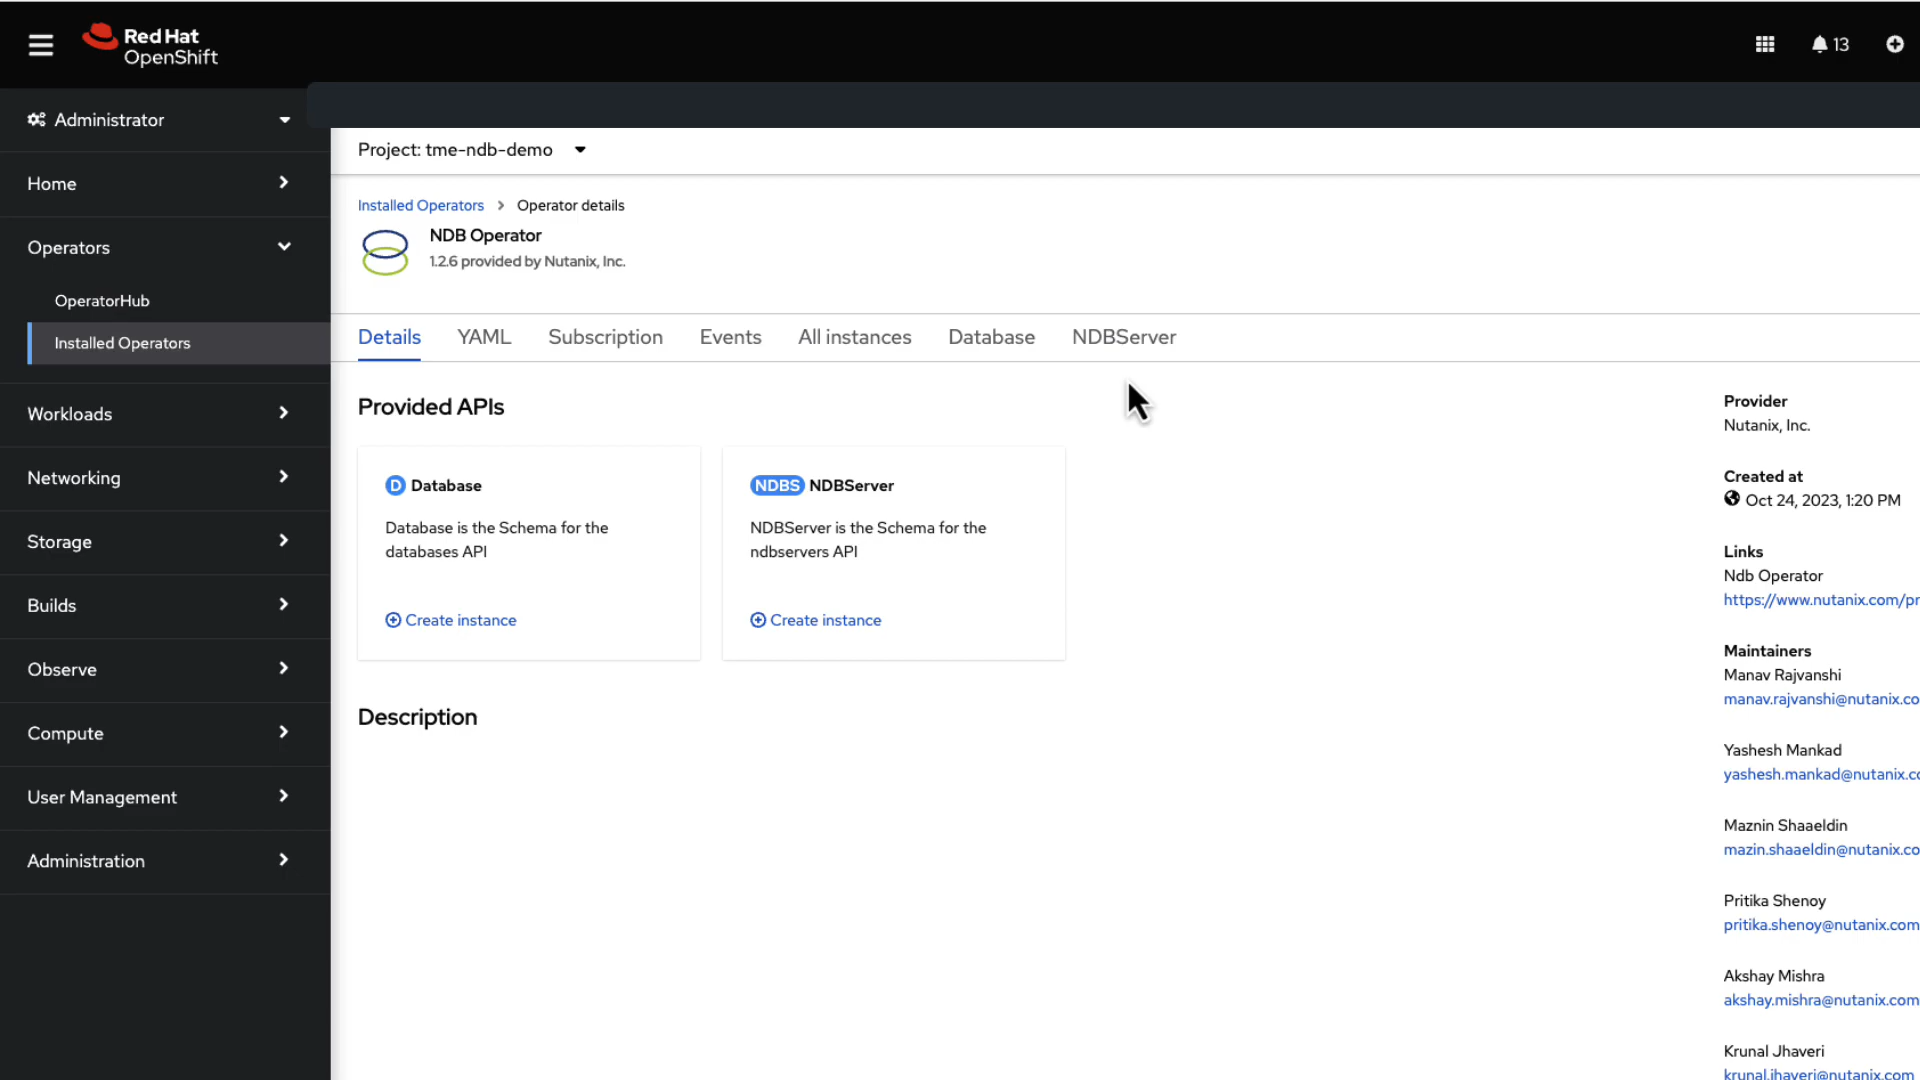 Red Hat
OpenShift
13
Administrator
Project: tme-ndb-demo
Home
Installed Operators
Operator details
NDB Operator
1.2.6 provided by Nutanix, Inc.
Operators
OperatorHub
Installed Operators
Details
YAML
Subscription
Events
All instances
Database
NDBServer
Workloads
Networking
Storage
Builds
Observe
Compute
User Management
Administration
Provided APIs
D Database
Database is the Schema for the
databases API
Create instance
NDBS NDBServer
NDBServer is the Schema for the
ndbservers API
Create instance
Description
Provider
Nutanix, Inc.
Created at
Oct 24, 2023, 1:20 PM
Links
Ndb Operator
https://www.nutanix.com/pr
Maintainers
Manav Rajvanshi
manav.rajvanshi@nutanix.co
Yashesh Mankad
yashesh.mankad@nutanix.co
Maznin Shaaeldin
mazin.shaaeldin@nutanix.co
Pritika Shenoy
pritika.shenoy@nutanix.com
Akshay Mishra
akshay.mishra@nutanix.com
Krunal Jhaveri
krunal.jhaveri@nutanix.com